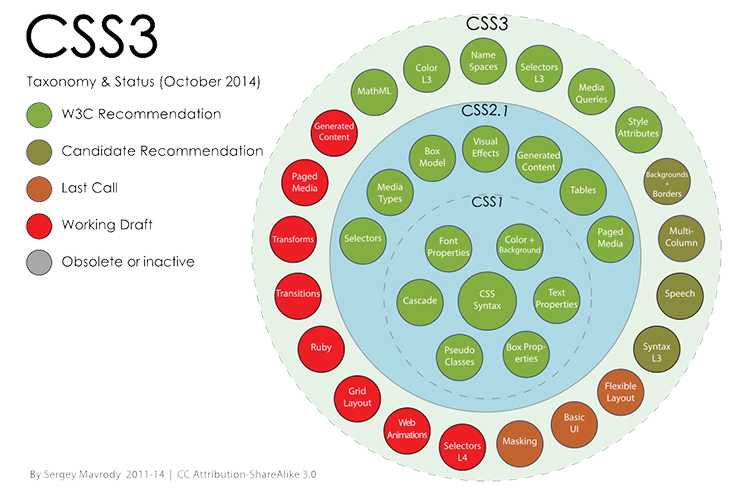 CSS3
Taxonomy & Status (October 2014)
W3C Recommendation
Candidate Recommendation
Last Call
Working Draft
Obsolete or inactive
CSS3
Name
Spaces
Selectors
L3
Media
Queries
Style
Attributes
Backgrounds
+
Borders
Multi-
Column
Speech
Syntax
L3
Flexible
Layout
Basic
UI
Masking
Selectors
L4
Web
Animations
Grid
Layout
Ruby
Transitions
Transforms
Paged
Media
Generated
Content
MathML
Color
L3
CSS2.1
Visual
Effects
Generated
Content
Tables
Paged
Media
Selectors
Media
Types
Box
Model
CSS1
Font
Properties
Color +
Background
Cascade
CSS
Syntax
Text
Properties
Pseudo
Classes
Box Prop-
erties
By Sergey Mavrody 2011-14 | CC Attribution-ShareAlike 3.0